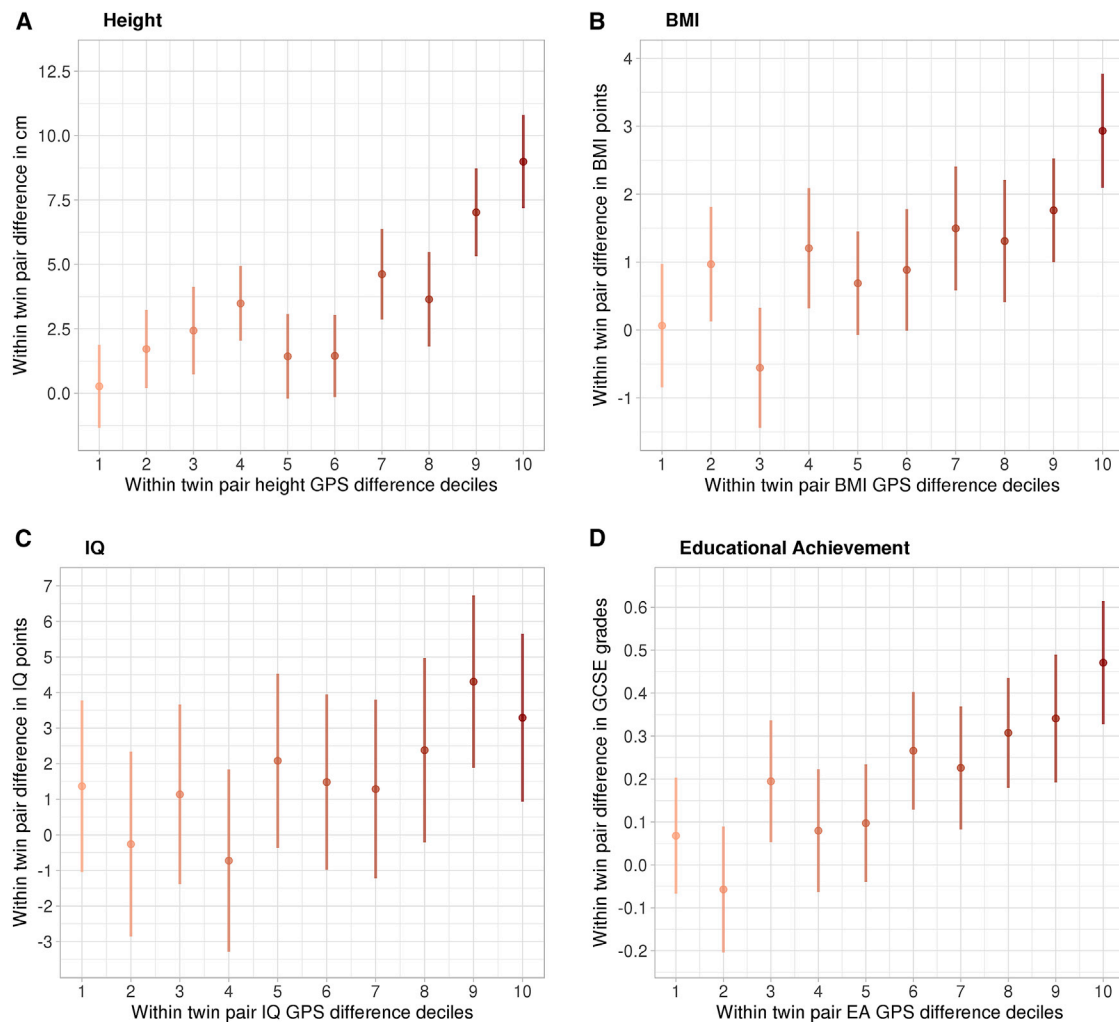 A Height
Within twin pair difference in cm
12.5
10.0
7.5
5.0
2.5
0.0
1 2 3 4 5 6 7 8 9 10
Within twin pair height GPS difference deciles
B BMI
Within twin pair difference in BMI points
4
3
2
1
0
-1
1 2 3 4 5 6 7 8 9 10
Within twin pair BMI GPS difference deciles
C IQ
Within twin pair difference in IQ points
7
6
5
4
3
2
1
0
-1
-2
-3
1 2 3 4 5 6 7 8 9 10
Within twin pair IQ GPS difference deciles
D Educational Achievement
Within twin pair difference in GCSE grades
0.6
0.5
0.4
0.3
0.2
0.1
0.0
-0.1
-0.2
1 2 3 4 5 6 7 8 9 10
Within twin pair EA GPS difference deciles